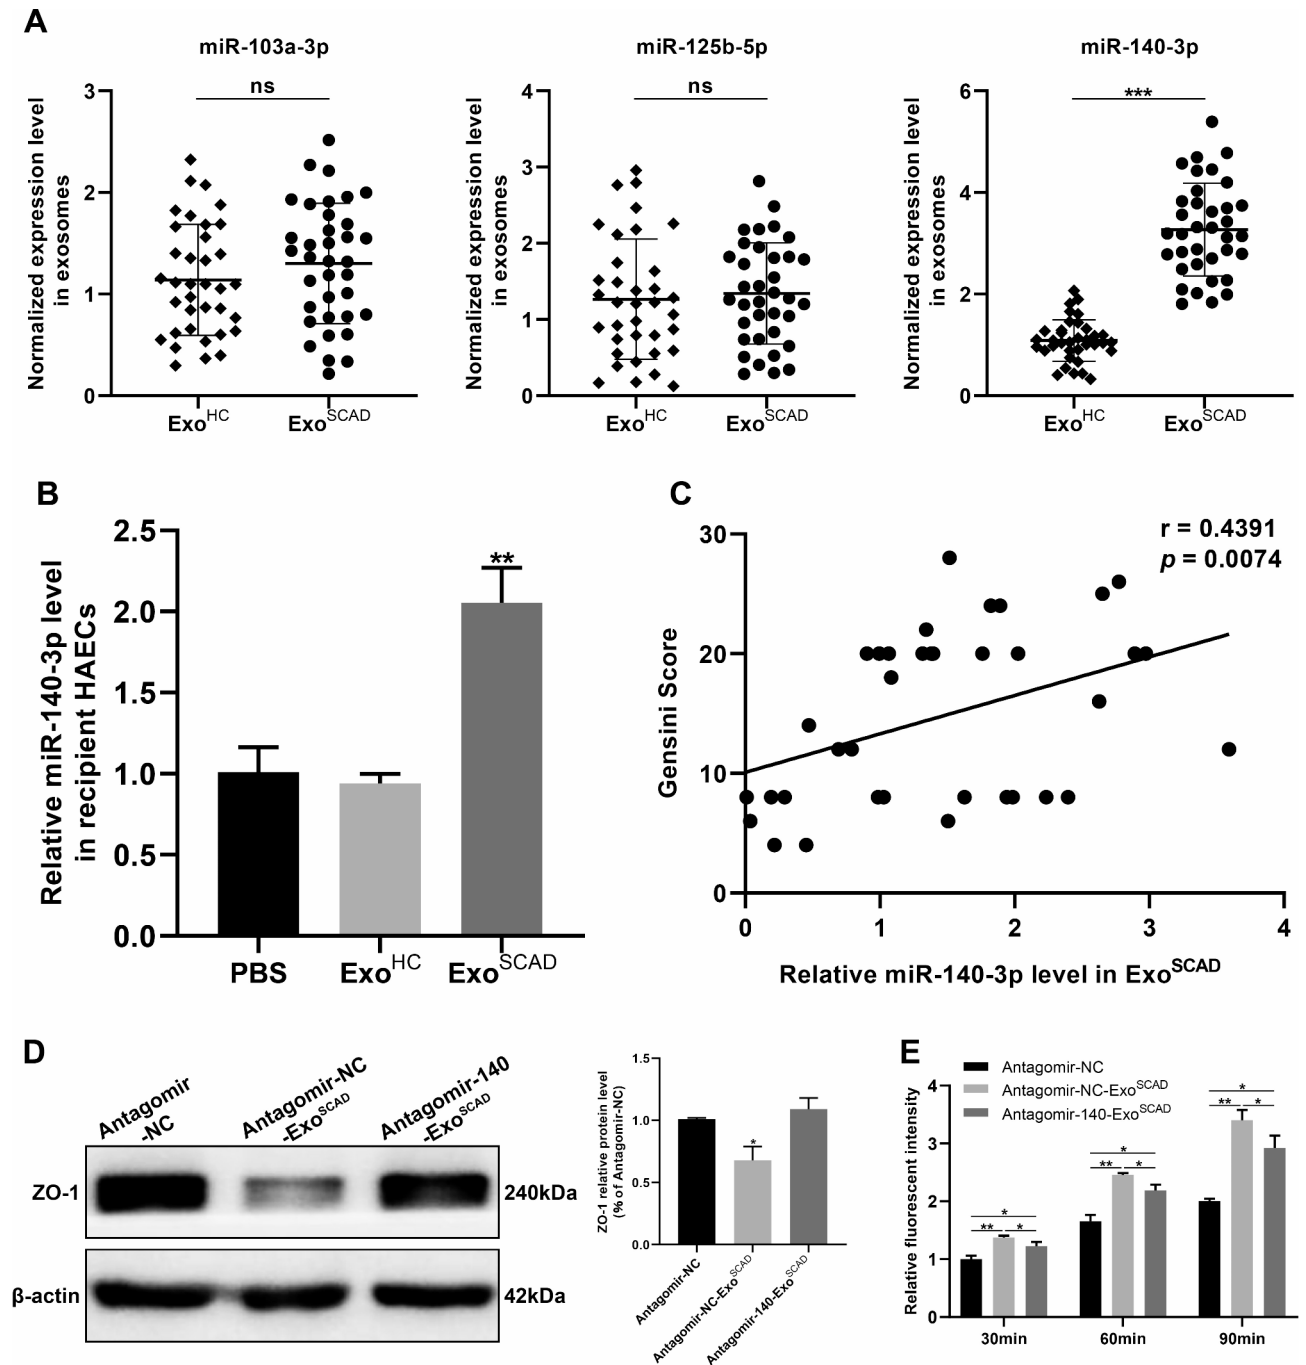 A
miR-103a-3p
ns
Normalized expression level
in exosomes
3
2
1
0
Exo^HC
Exo^SCAD
miR-125b-5p
ns
Normalized expression level
in exosomes
4
3
2
1
0
Exo^HC
Exo^SCAD
miR-140-3p
***
Normalized expression level
in exosomes
6
4
2
0
Exo^HC
Exo^SCAD
B
Relative miR-140-3p level
in recipient HAECs
2.5
2.0
1.5
1.0
0.5
0.0
**
PBS
Exo^HC
Exo^SCAD
C
r = 0.4391
p = 0.0074
Gensini Score
30
20
10
0
0 1 2 3 4
Relative miR-140-3p level in Exo^SCAD
D
Antagomir
-NC
Antagomir-NC
-Exo^SCAD
Antagomir-140
-Exo^SCAD
ZO-1
240kDa
β-actin
42kDa
ZO-1 relative protein level
(% of Antagomir-NC)
1.5
1.0
0.5
0.0
*
Antagomir-NC
Antagomir-NC-Exo^SCAD
Antagomir-140-Exo^SCAD
E
Antagomir-NC
Antagomir-NC-Exo^SCAD
Antagomir-140-Exo^SCAD
Relative fluorescent intensity
4
3
2
1
0
*
** *
*
** *
*
** *
30min
60min
90min